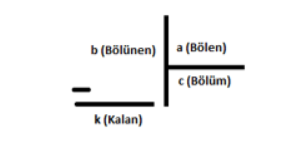 b (Bölünen)
a (Bölen)
c (Bölüm)
k (Kalan)